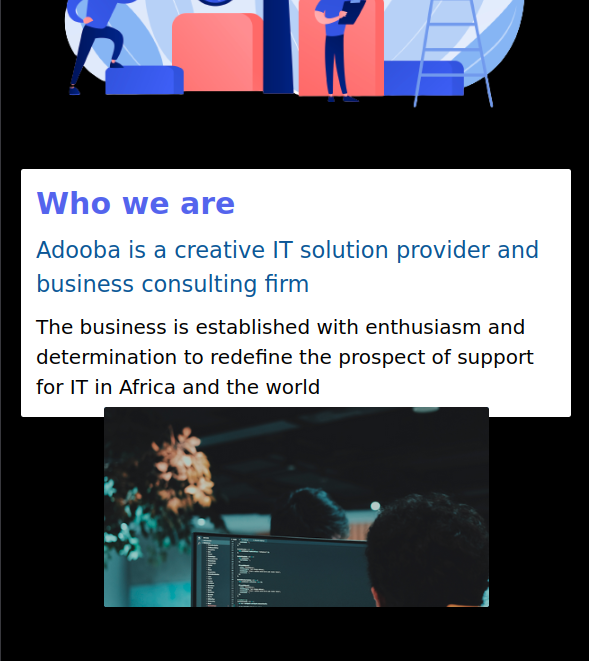 Who we are
Adooba is a creative IT solution provider and
business consulting firm
The business is established with enthusiasm and
determination to redefine the prospect of support
for IT in Africa and the world